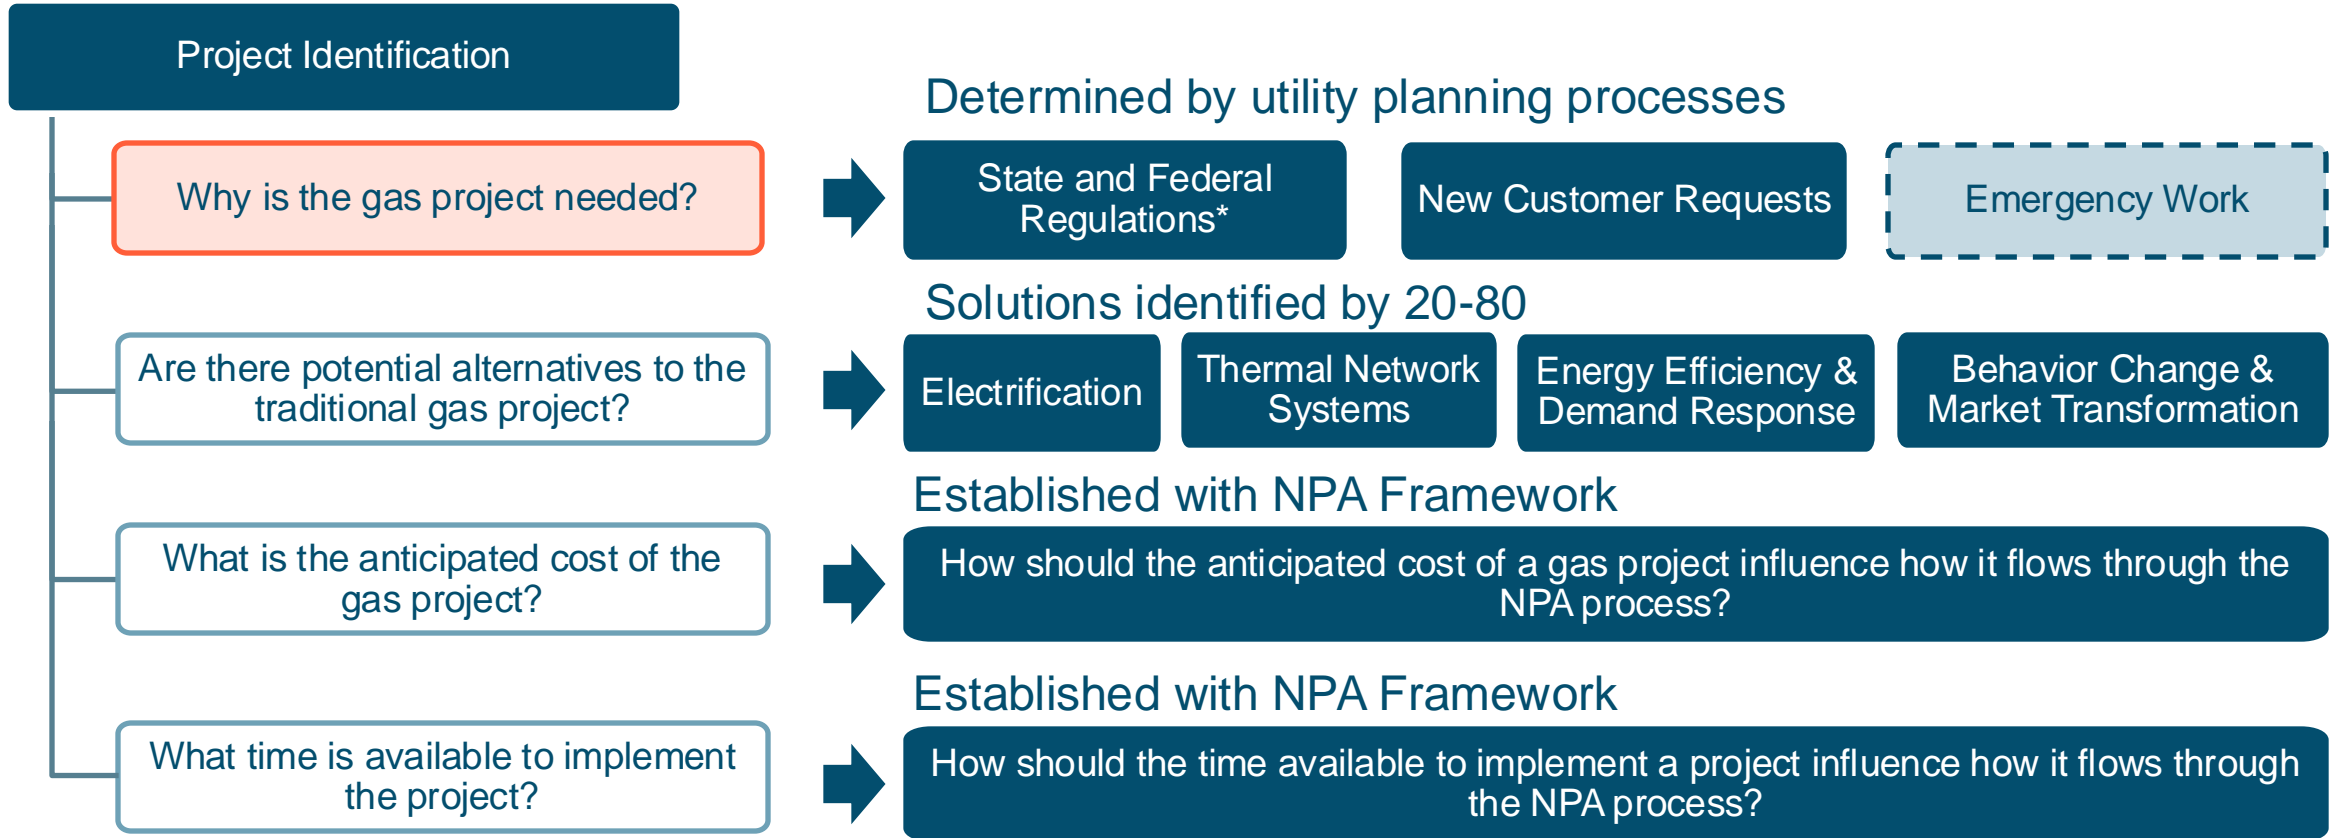 Project Identification
Determined by utility planning processes
Why is the gas project needed?
State and Federal
Regulations*
New Customer Requests
Emergency Work
Solutions identified by 20-80
Are there potential alternatives to the
traditional gas project?
Electrification
Thermal Network
Systems
Energy Efficiency &
Demand Response
Behavior Change &
Market Transformation
Established with NPA Framework
What is the anticipated cost of the
gas project?
How should the anticipated cost of a gas project influence how it flows through the
NPA process?
Established with NPA Framework
What time is available to implement
the project?
How should the time available to implement a project influence how it flows through
the NPA process?